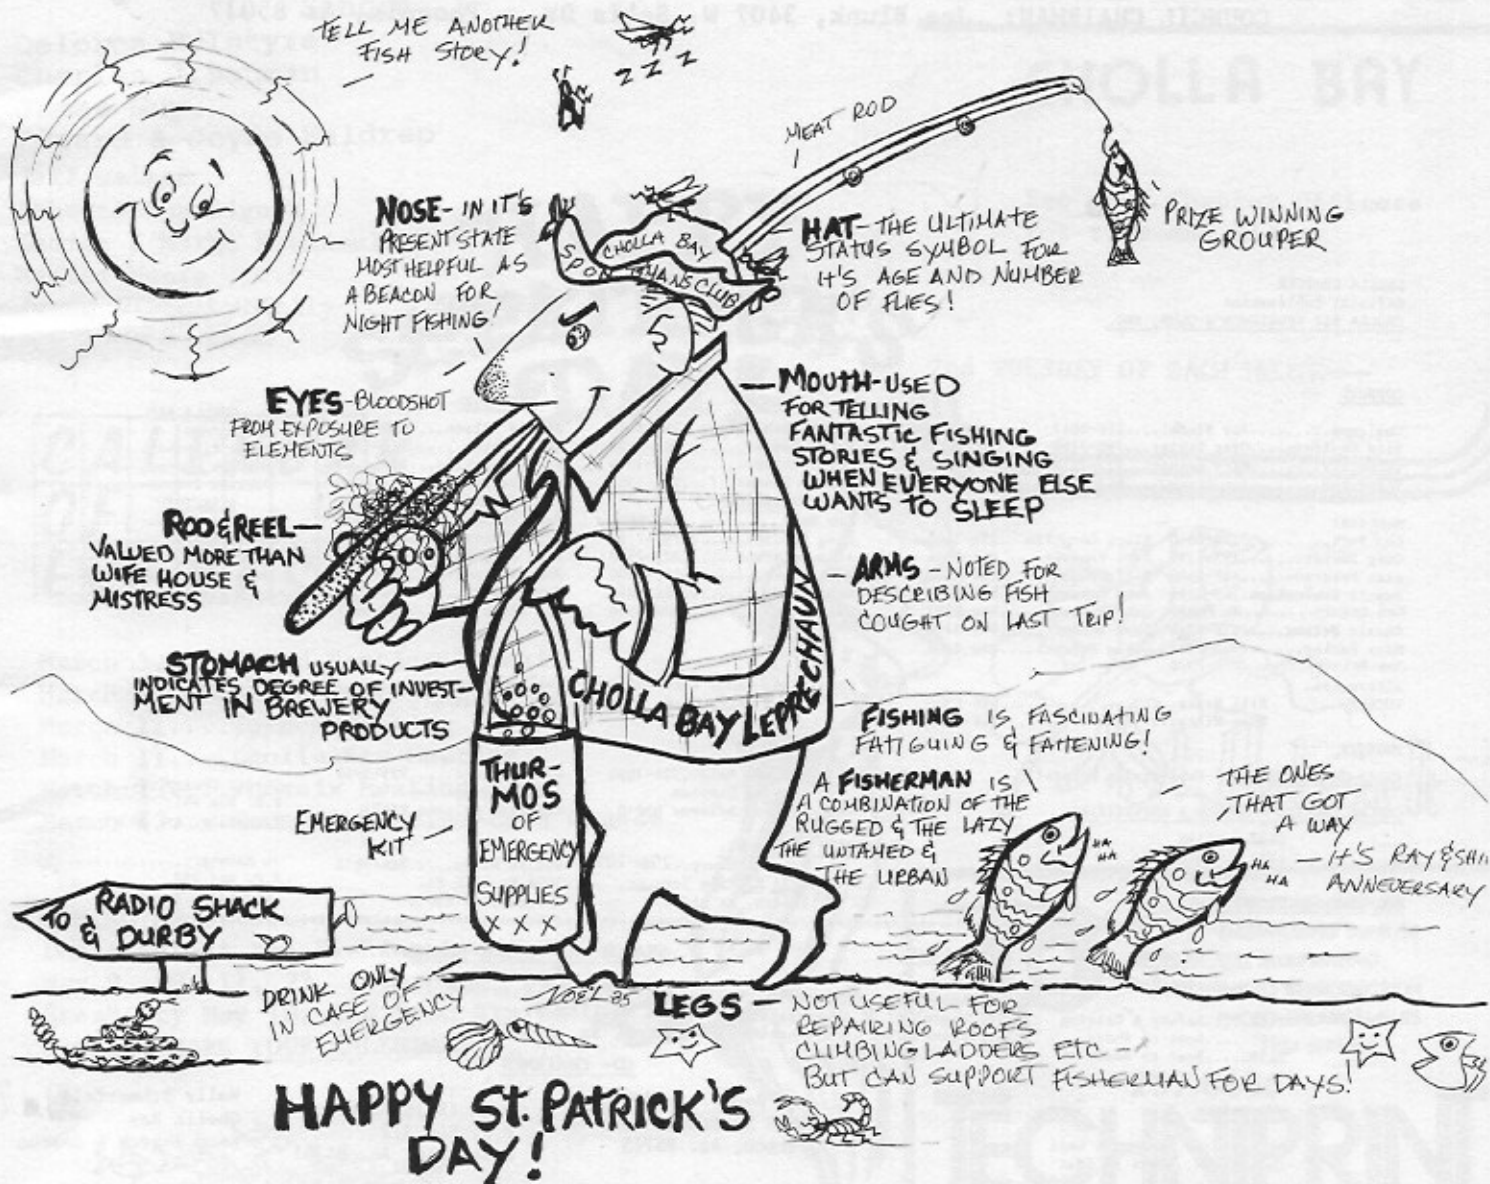 TELL ME ANOTHER
FISH STORY!
Z Z Z
MEAT ROD
NOSE- IN IT'S
PRESENT STATE
MOST HELPFUL AS
A BEACON FOR
NIGHT FISHING!
CHOLLA BAY
SPO TMANS CLUB
HAT- THE ULTIMATE
STATUS SYMBOL FOR
IT'S AGE AND NUMBER
OF FLIES!
PRIZE WINNING
GROUPER
EYES-BLOODSHOT
FROM EXPOSURE TO
ELEMENTS
MOUTH-USED
FOR TELLING
FANTASTIC FISHING
STORIES & SINGING
WHEN EVERYONE ELSE
WANTS TO SLEEP
ROD & REEL-
VALUED MORE THAN
WIFE HOUSE &
MISTRESS
ARMS - NOTED FOR
DESCRIBING FISH
COUGHT ON LAST TRIP!
STOMACH USUALLY
INDICATES DEGREE OF INVEST-
MENT IN BREWERY
PRODUCTS
CHOLLA BAY LEPRECHAUN
FISHING IS FASCINATING
FATIGUING & FATTENING!
A FISHERMAN IS
A COMBINATION OF THE
RUGGED & THE LAZY
THE UNTAMED &
THE URBAN
THE ONES
THAT GOT
A WAY
HA
HA
HA
HA
- IT'S RAY &
ANNEVERSARY
EMERGENCY
KIT
THUR-
MOS
OF
EMERGENCY
SUPPLIES
X X X
TO RADIO SHACK
& DURBY
DRINK ONLY
IN CASE OF
EMERGENCY
NOEL 85
LEGS - NOT USEFUL FOR
REPAIRING ROOFS
CLIMBING LADDERS ETC -
BUT CAN SUPPORT FISHERMAN FOR DAYS!
HAPPY ST. PATRICK'S
DAY!